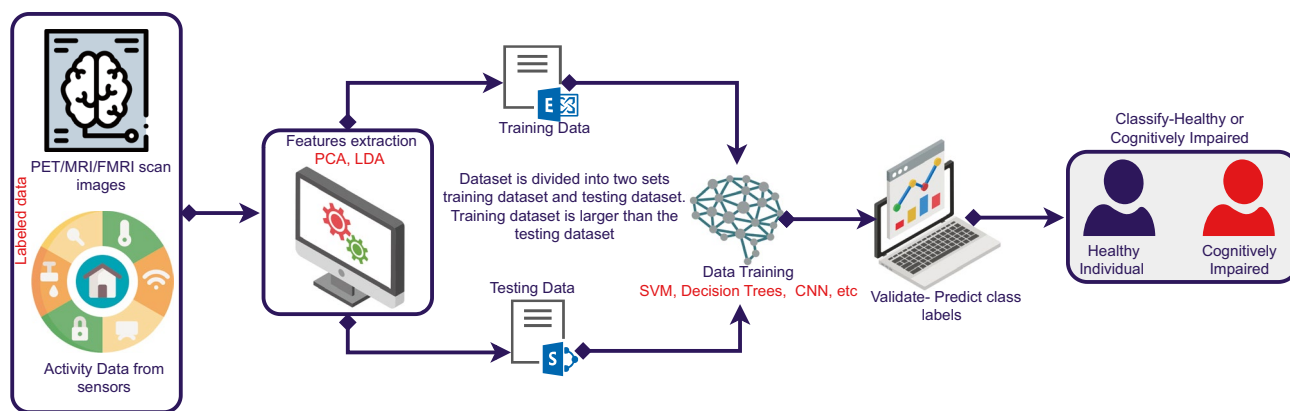 Labeled data
PET/MRI/FMRI scan
images
Activity Data from
sensors
Features extraction
PCA, LDA
E
Training Data
Dataset is divided into two sets
training dataset and testing dataset.
Training dataset is larger than the
testing dataset
Testing Data
S
Data Training
SVM, Decision Trees, CNN, etc
Validate- Predict class
labels
Classify-Healthy or
Cognitively Impaired
Healthy
Individual
Cognitively
Impaired